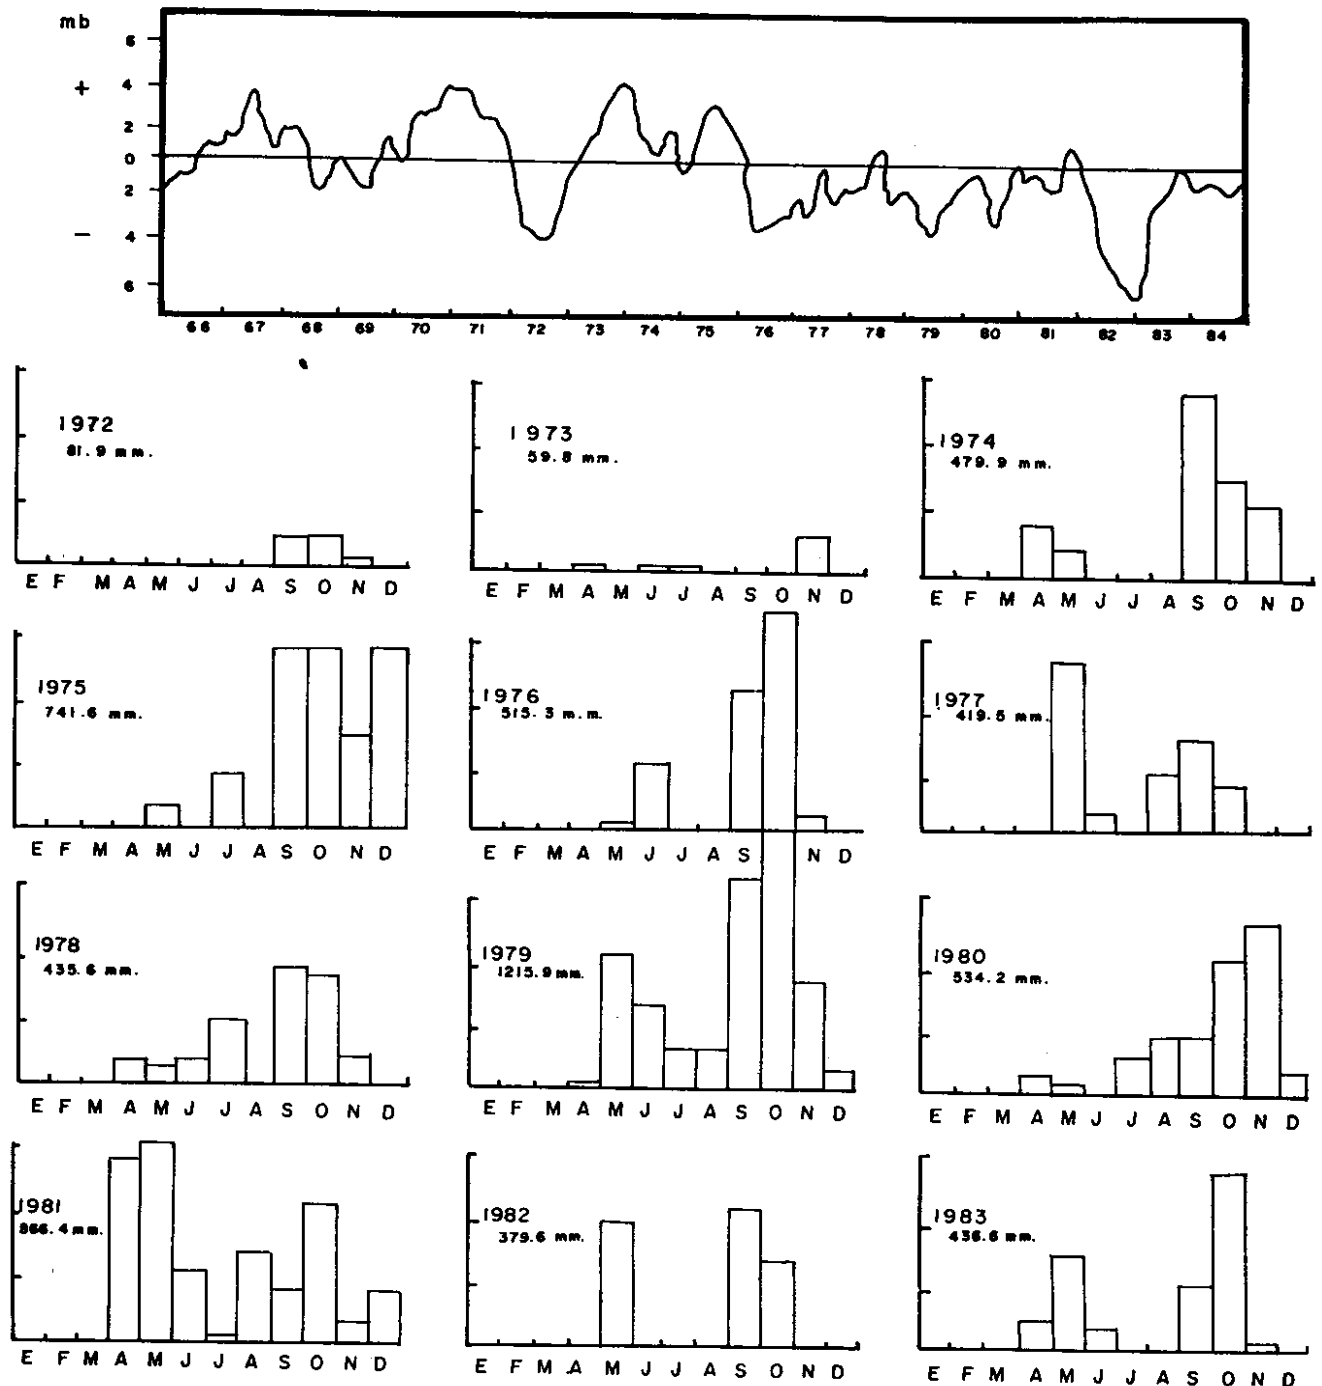 mb
6
+ 4
2
0
2
− 4
6
66 67 68 69 70 71 72 73 74 75 76 77 78 79 80 81 82 83 84
1972
81.9 mm.
E F M A M J J A S O N D
1973
59.8 mm.
E F M A M J J A S O N D
1974
479.9 mm.
E F M A M J J A S O N D
1975
741.6 mm.
E F M A M J J A S O N D
1976
515.3 m.m.
E F M A M J J A S N D
1977
419.5 mm.
E F M A M J J A S O N D
1978
435.6 mm.
E F M A M J J A S O N D
1979
1215.9 mm.
E F M A M J J A S O N D
1980
534.2 mm.
E F M A M J J A S O N D
1981
866.4 mm.
E F M A M J J A S O N D
1982
379.6 mm.
E F M A M J J A S O N D
1983
436.6 mm.
E F M A M J J A S O N D